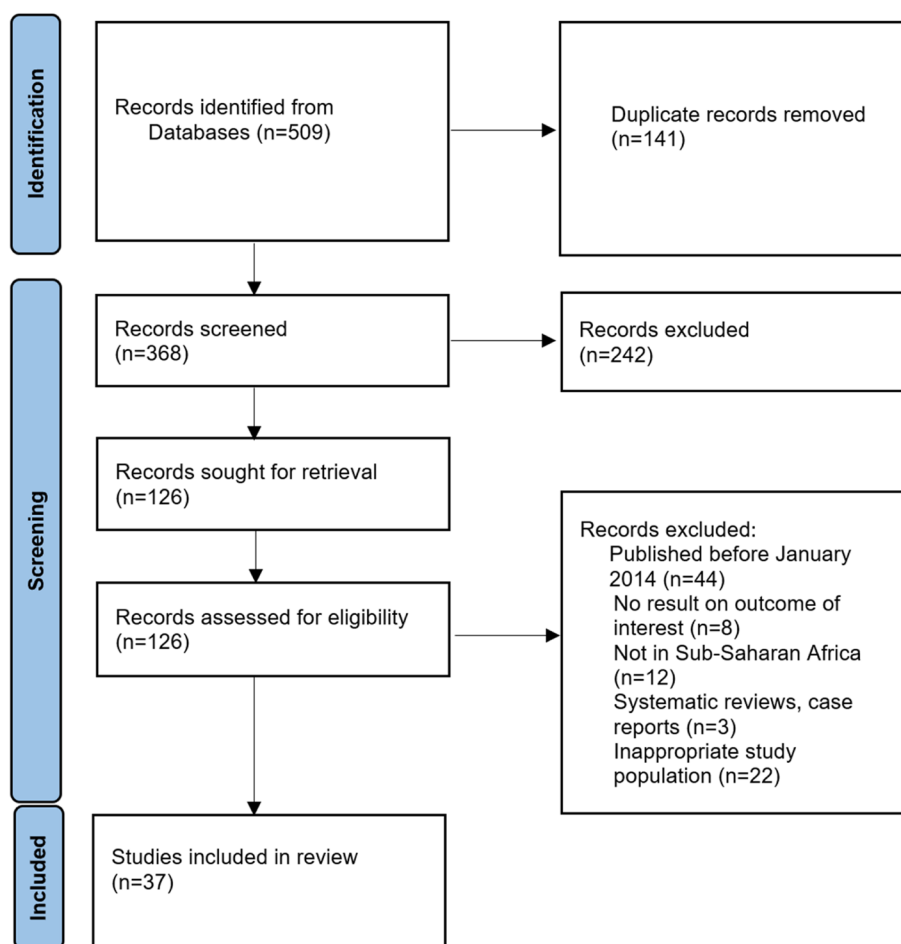 Identification
Records identified from
Databases (n=509)
Duplicate records removed
(n=141)
Screening
Records screened
(n=368)
Records excluded
(n=242)
Records sought for retrieval
(n=126)
Records assessed for eligibility
(n=126)
Records excluded:
Published before January
2014 (n=44)
No result on outcome of
interest (n=8)
Not in Sub-Saharan Africa
(n=12)
Systematic reviews, case
reports (n=3)
Inappropriate study
population (n=22)
Included
Studies included in review
(n=37)